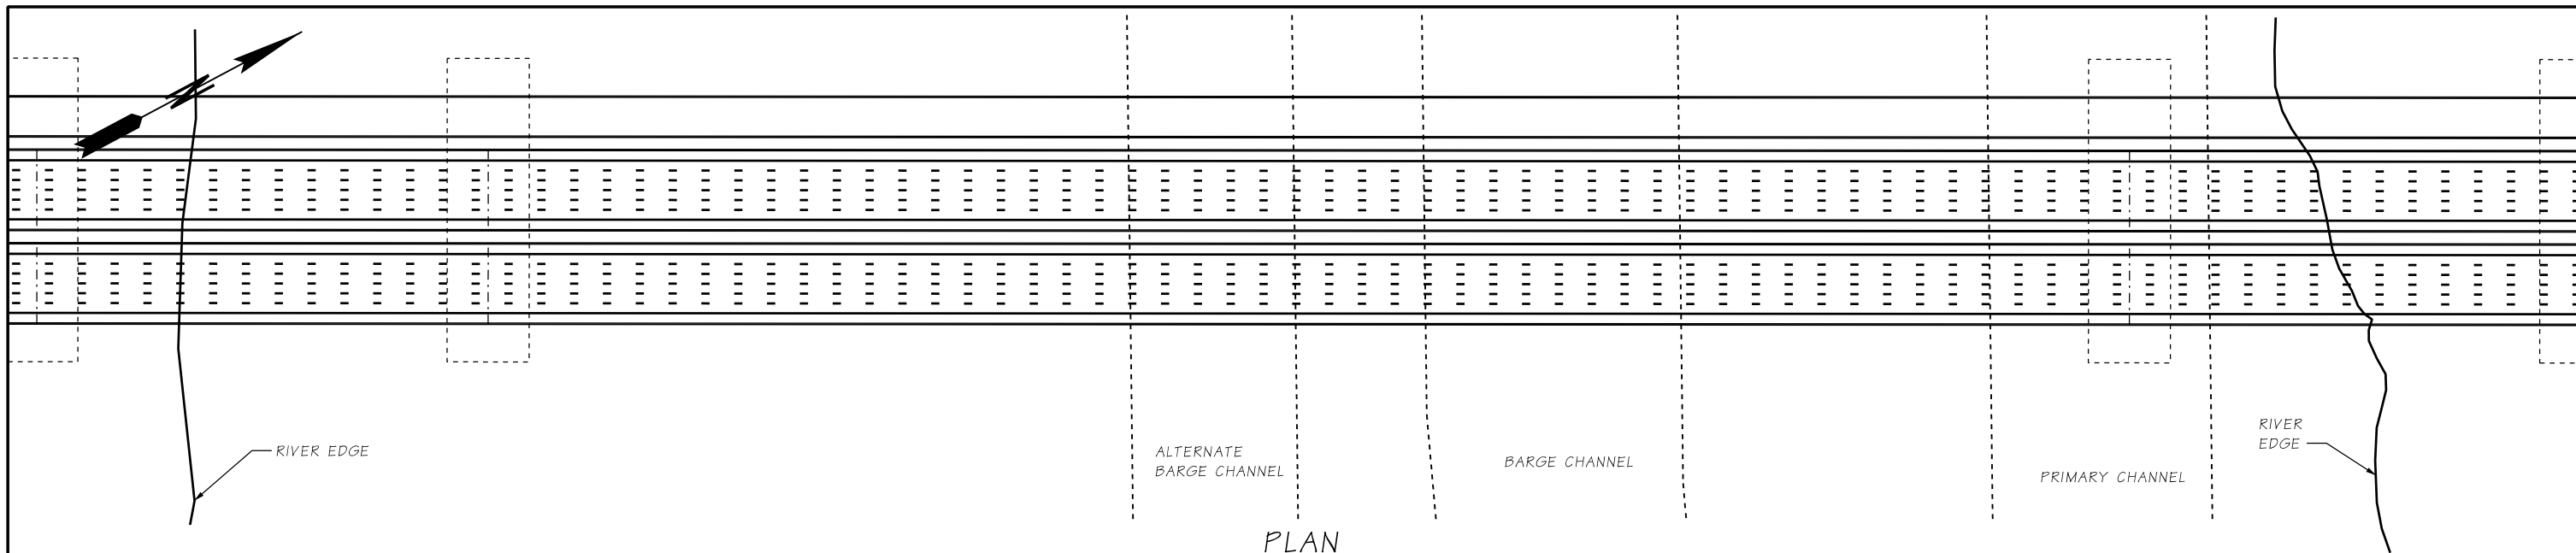 RIVER EDGE
ALTERNATE
BARGE CHANNEL
BARGE CHANNEL
PRIMARY CHANNEL
RIVER
EDGE
PLAN